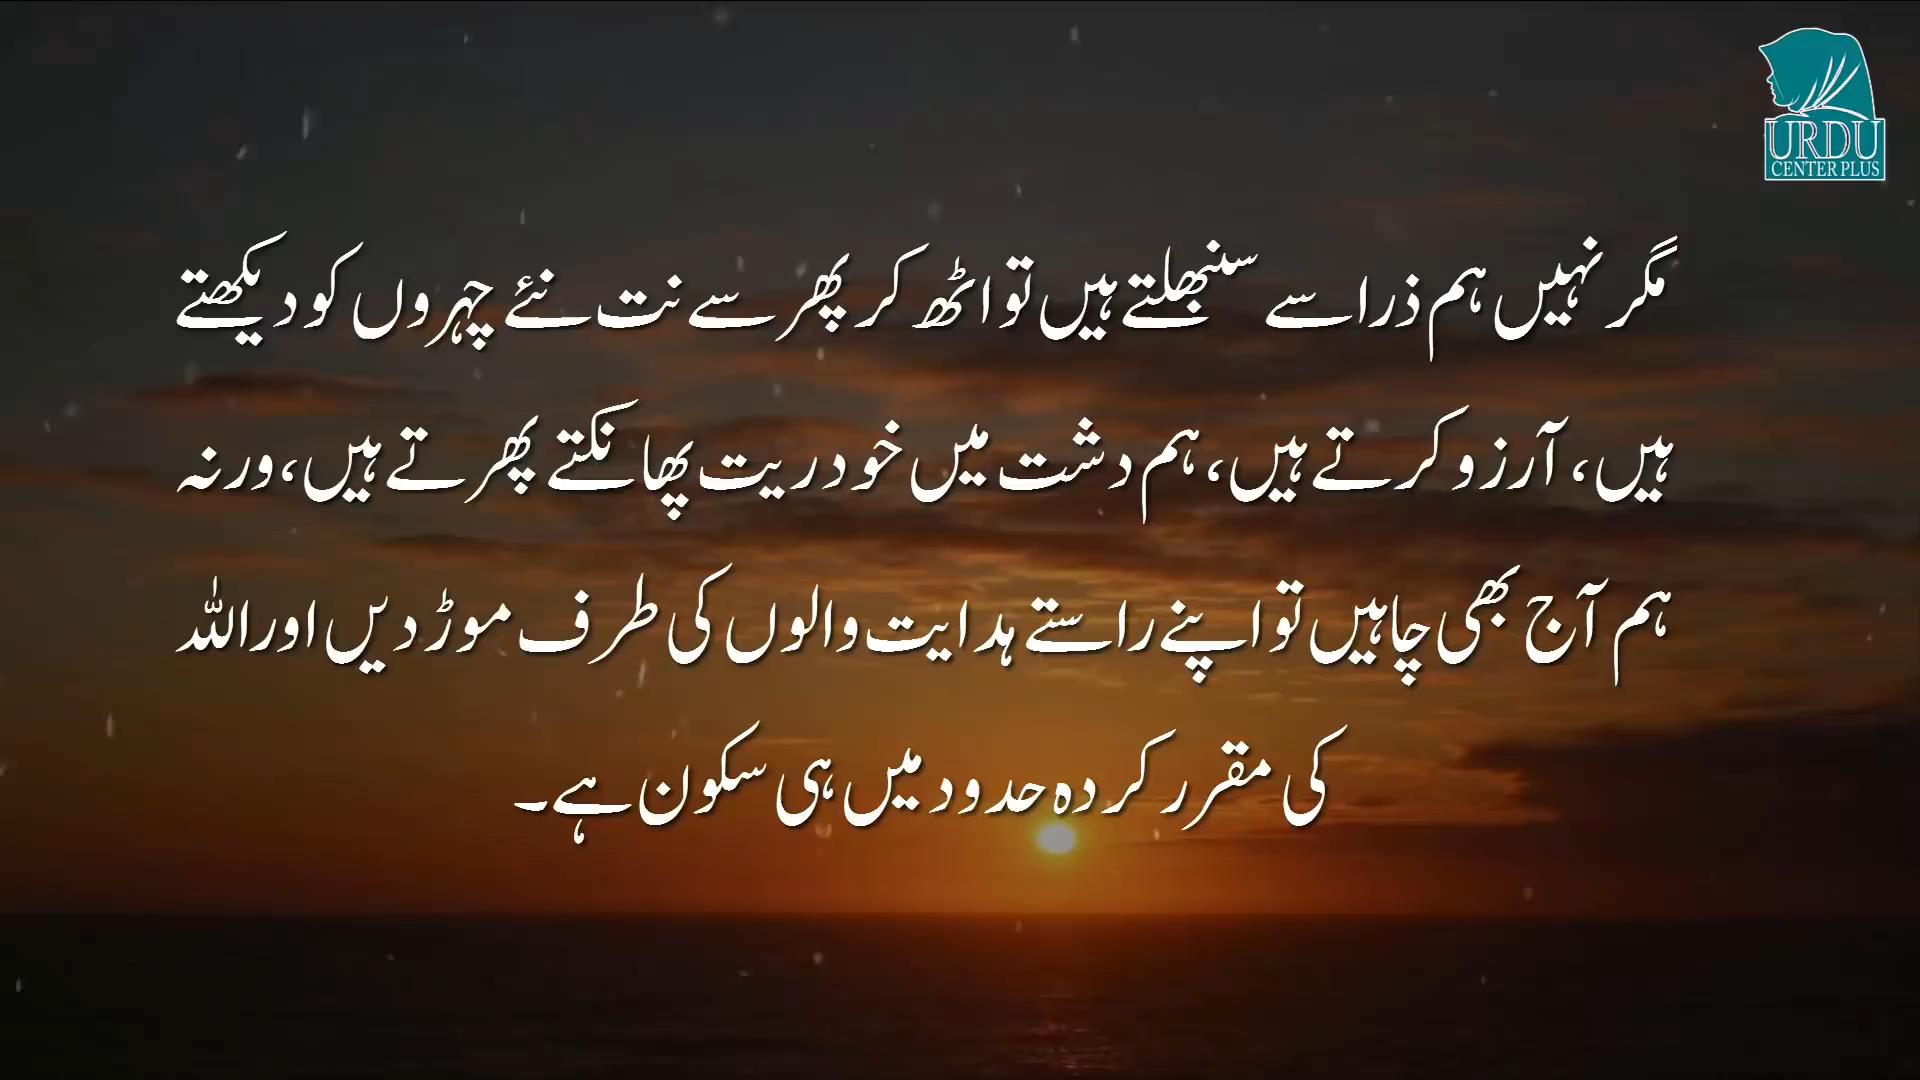 URDU
CENTER PLUS
مگر نہیں ہم ذرا سے سنبھلتے ہیں تو اٹھ کر پھر سے نت نئے چہروں کو دیکھتے
ہیں، آرزو کرتے ہیں، ہم دشت میں خود ریت پھانکتے پھرتے ہیں، ورنہ
ہم آج بھی چاہیں تو اپنے راستے ہدایت والوں کی طرف موڑ دیں اور اللہ
کی مقرر کردہ حدود میں ہی سکون ہے۔